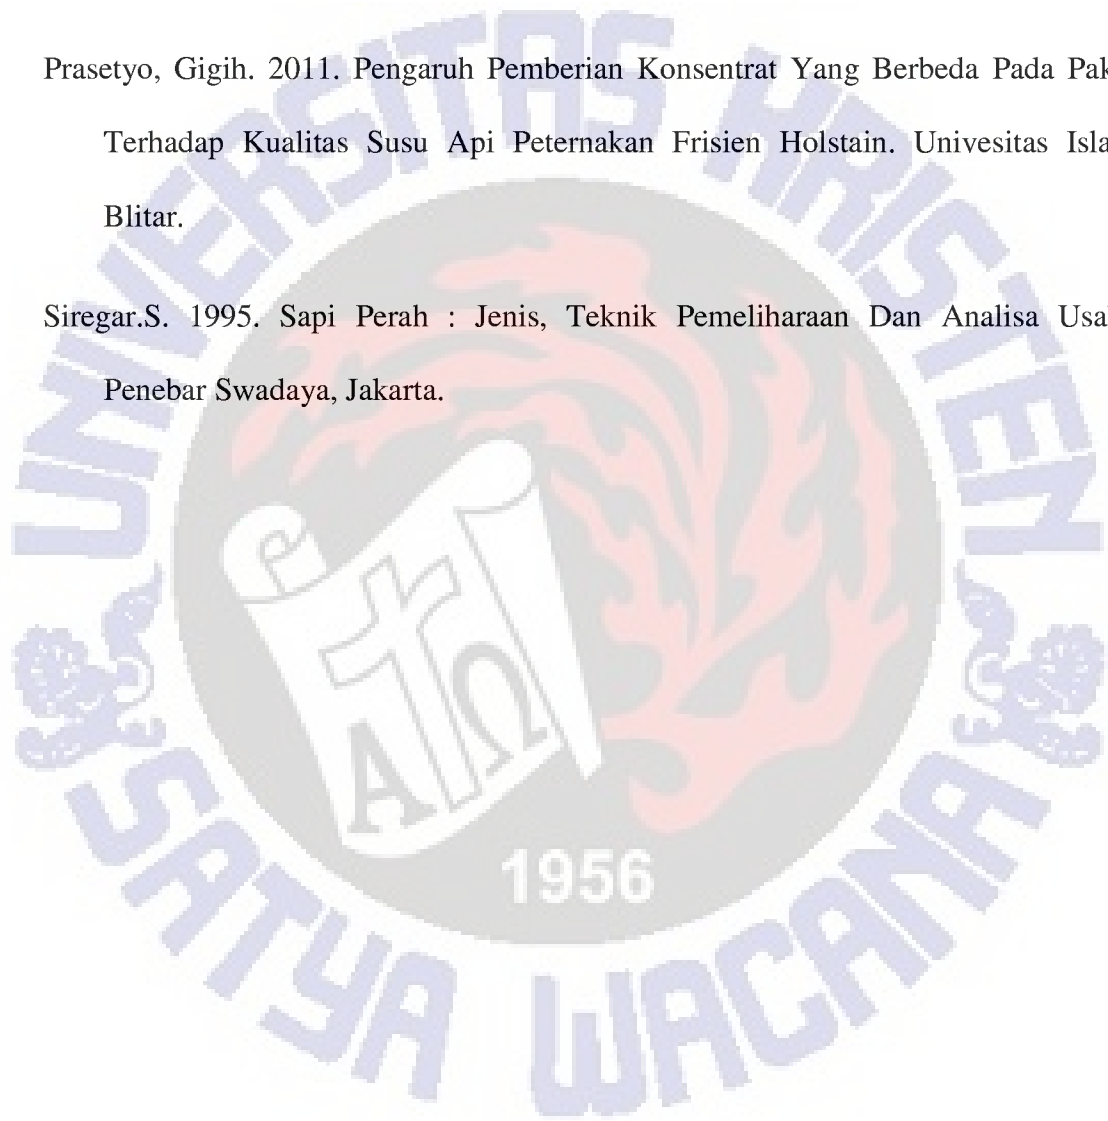 Prasetyo, Gigih. 2011. Pengaruh Pemberian Konsentrat Yang Berbeda Pada Pak
Terhadap Kualitas Susu Api Peternakan Frisien Holstain. Univesitas Isla
Blitar.
Siregar.S. 1995. Sapi Perah : Jenis, Teknik Pemeliharaan Dan Analisa Usa
Penebar Swadaya, Jakarta.
UNIVERSITAS KRISTEN
SATYA WACANA
Α Ω
1956